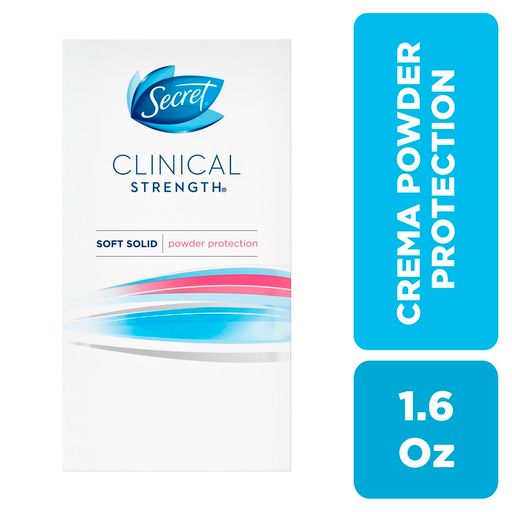 Secret®
CLINICAL
STRENGTH®
SOFT SOLID | powder protection
CREMA POWDER
PROTECTION
1.6
Oz